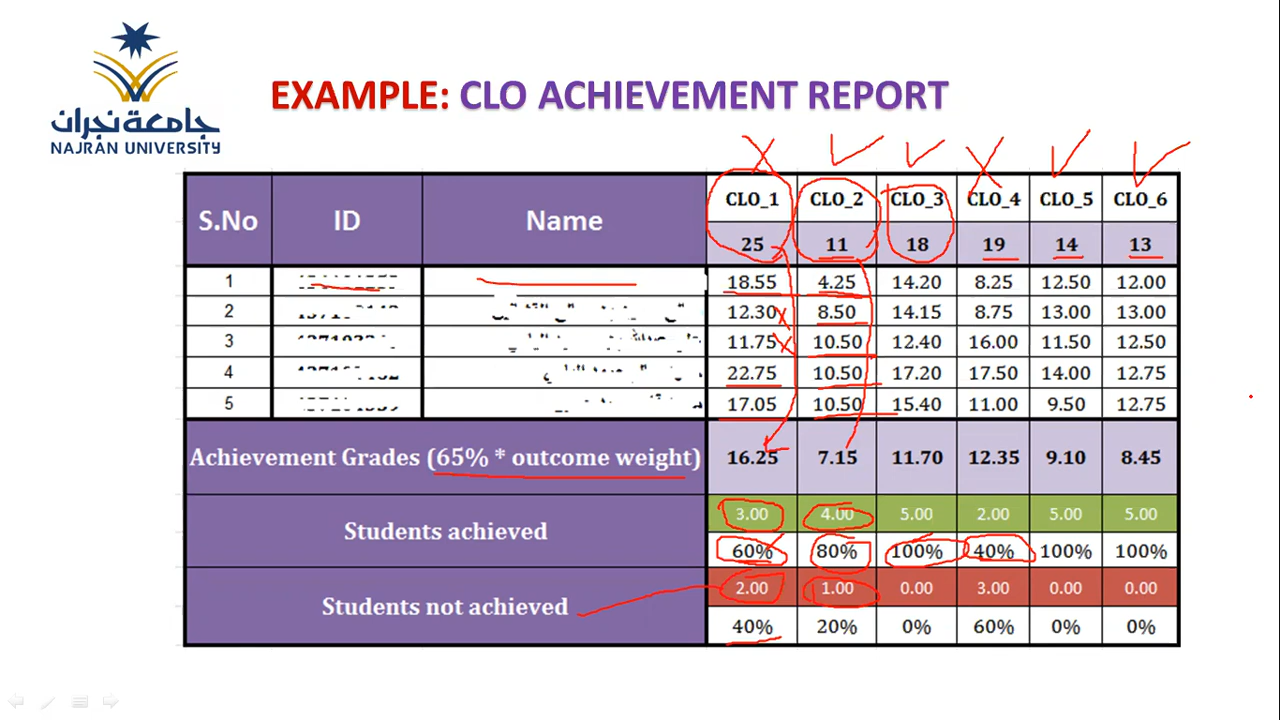 جامعة نجران
NAJRAN UNIVERSITY
EXAMPLE: CLO ACHIEVEMENT REPORT
S.No ID Name CLO_1 CLO_2 CLO_3 CLO_4 CLO_5 CLO_6
25 11 18 19 14 13
1 18.55 4.25 14.20 8.25 12.50 12.00
2 12.30 8.50 14.15 8.75 13.00 13.00
3 11.75 10.50 12.40 16.00 11.50 12.50
4 22.75 10.50 17.20 17.50 14.00 12.75
5 17.05 10.50 15.40 11.00 9.50 12.75
Achievement Grades (65% * outcome weight) 16.25 7.15 11.70 12.35 9.10 8.45
Students achieved 3.00 4.00 5.00 2.00 5.00 5.00
60% 80% 100% 40% 100% 100%
Students not achieved 2.00 1.00 0.00 3.00 0.00 0.00
40% 20% 0% 60% 0% 0%